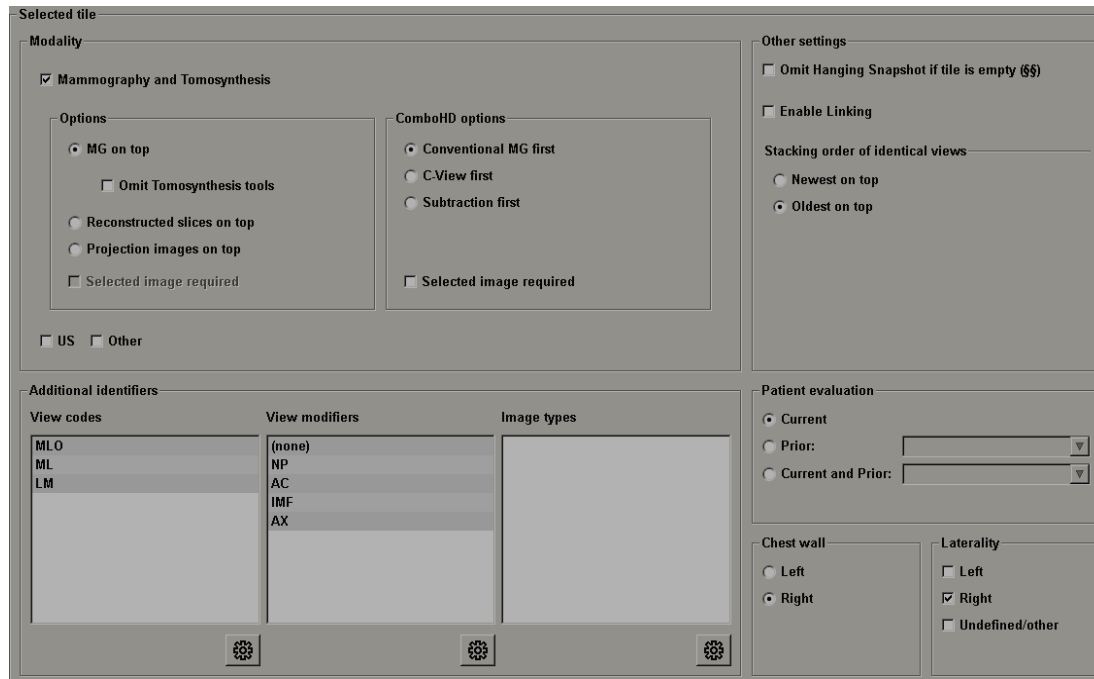 Selected tile
Modality
Mammography and Tomosynthesis
Options
MG on top
Omit Tomosynthesis tools
Reconstructed slices on top
Projection images on top
Selected image required
ComboHD options
Conventional MG first
C-View first
Subtraction first
Selected image required
US Other
Other settings
Omit Hanging Snapshot if tile is empty (§§)
Enable Linking
Stacking order of identical views
Newest on top
Oldest on top
Additional identifiers
View codes
MLO
ML
LM
View modifiers
(none)
NP
AC
IMF
AX
Image types
Patient evaluation
Current
Prior:
Current and Prior:
Chest wall
Left
Right
Laterality
Left
Right
Undefined/other